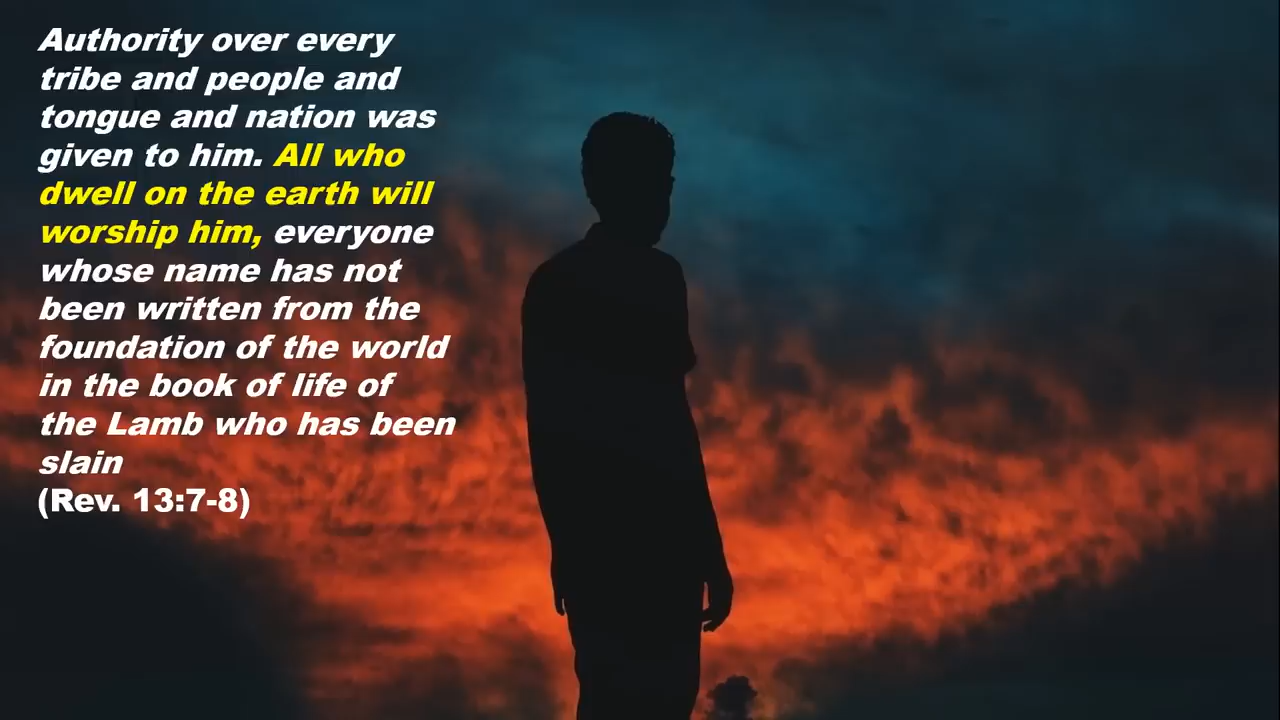 Authority over every
tribe and people and
tongue and nation was
given to him. All who
dwell on the earth will
worship him, everyone
whose name has not
been written from the
foundation of the world
in the book of life of
the Lamb who has been
slain
(Rev. 13:7-8)